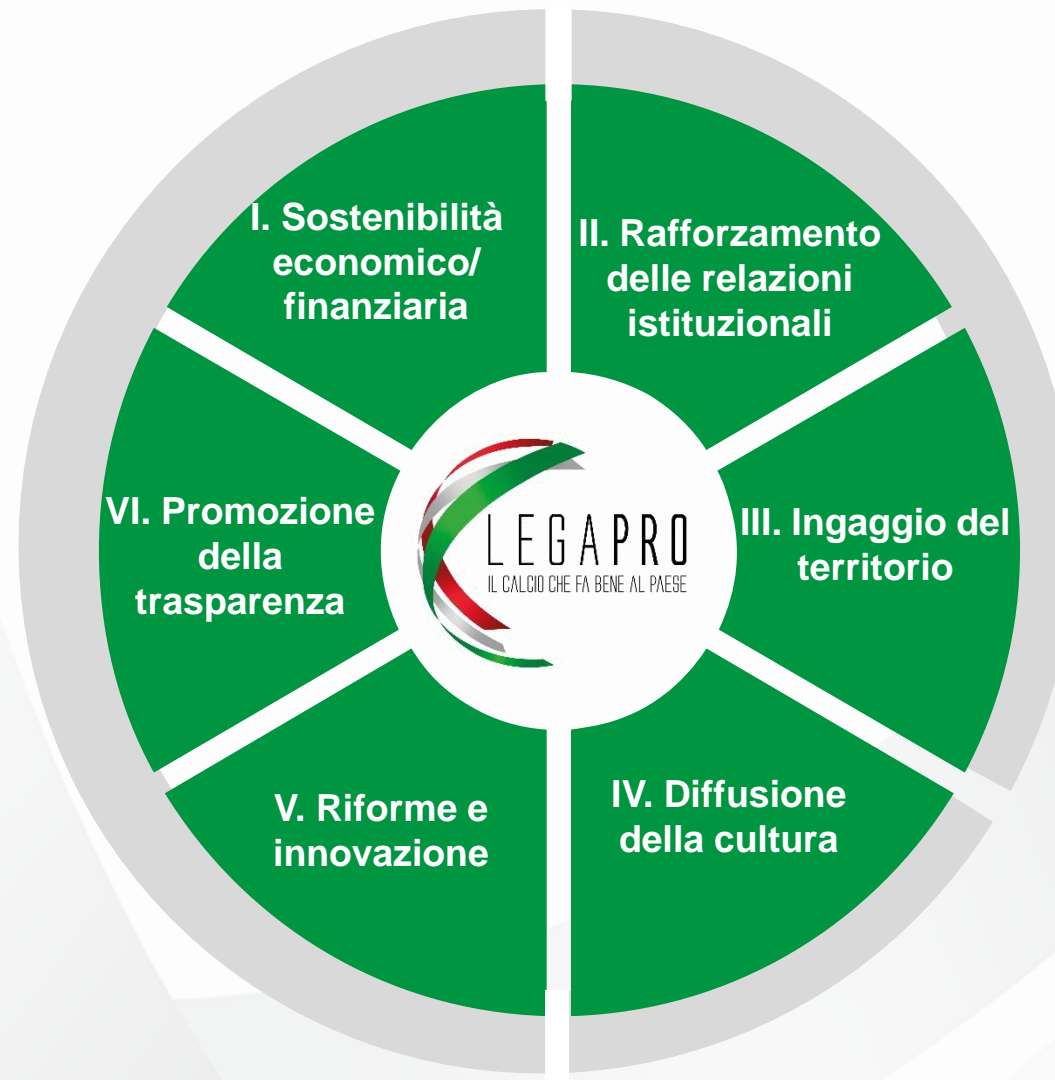 I. Sostenibilità
economico/
finanziaria
II. Rafforzamento
delle relazioni
istituzionali
III. Ingaggio del
territorio
IV. Diffusione
della cultura
V. Riforme e
innovazione
VI. Promozione
della
trasparenza
LEGAPRO
IL CALCIO CHE FA BENE AL PAESE